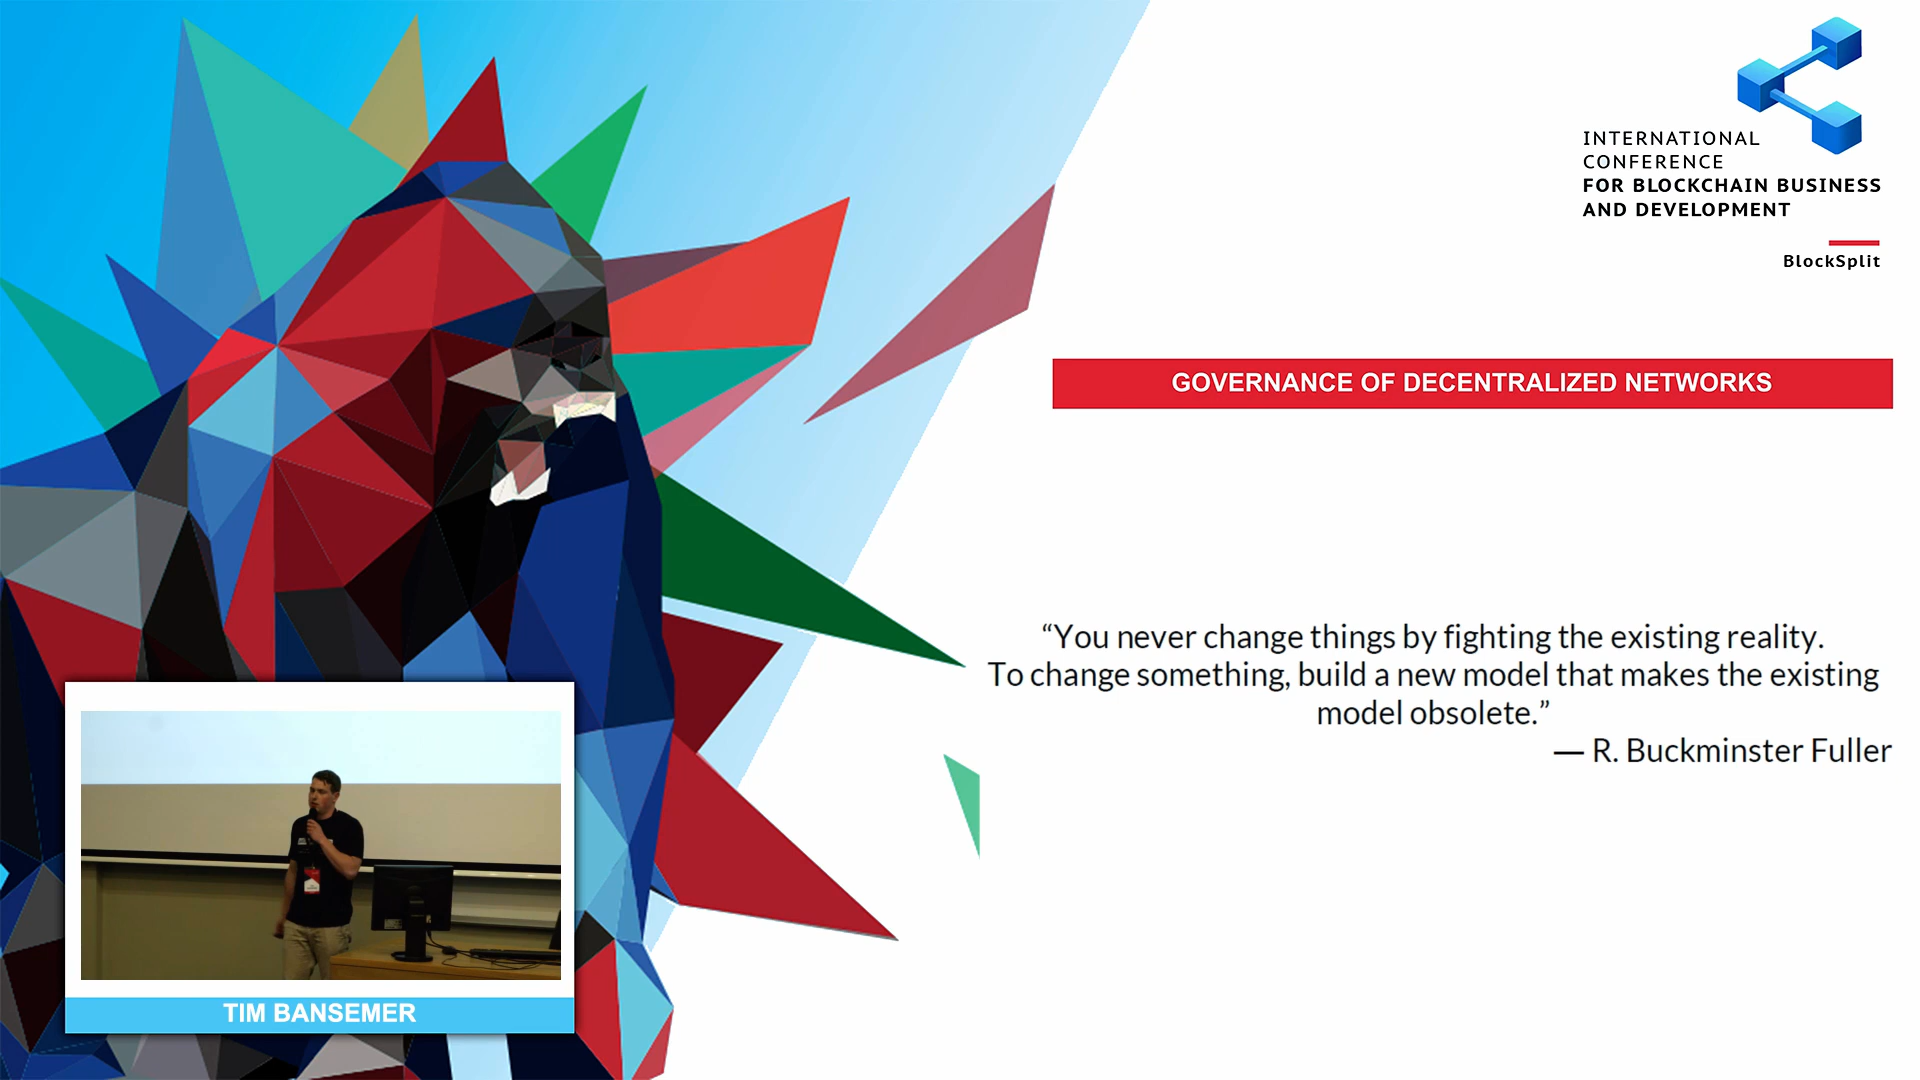 INTERNATIONAL
CONFERENCE
FOR BLOCKCHAIN BUSINESS
AND DEVELOPMENT
BlockSplit
GOVERNANCE OF DECENTRALIZED NETWORKS
“You never change things by fighting the existing reality.
To change something, build a new model that makes the existing
model obsolete.”
— R. Buckminster Fuller
TIM BANSEMER